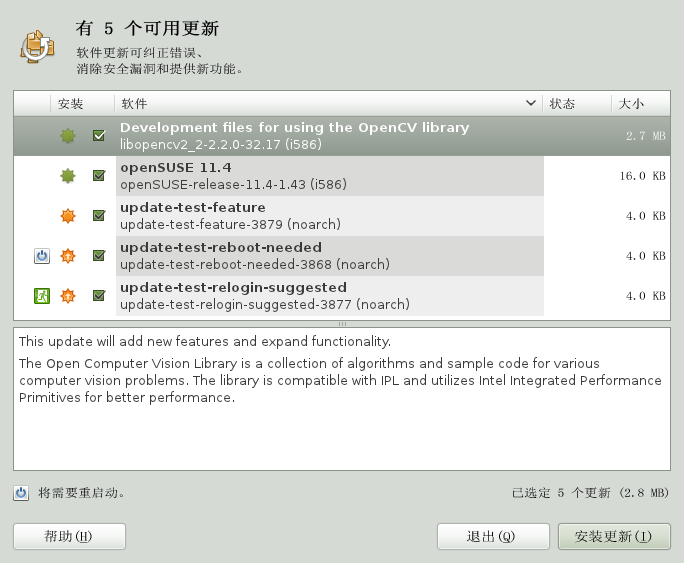 有 5 个可用更新
软件更新可纠正错误、
消除安全漏洞和提供新功能。
安装 软件 状态 大小
Development files for using the OpenCV library
libopencv2_2-2.2.0-32.17 (i586) 2.7 MB
openSUSE 11.4
openSUSE-release-11.4-1.43 (i586) 16.0 KB
update-test-feature
update-test-feature-3879 (noarch) 4.0 KB
update-test-reboot-needed
update-test-reboot-needed-3868 (noarch) 4.0 KB
update-test-relogin-suggested
update-test-relogin-suggested-3877 (noarch) 4.0 KB
This update will add new features and expand functionality.
The Open Computer Vision Library is a collection of algorithms and sample code for various
computer vision problems. The library is compatible with IPL and utilizes Intel Integrated Performance
Primitives for better performance.
将需要重启动。 已选定 5 个更新 (2.8 MB)
帮助(H) 退出(Q) 安装更新(I)